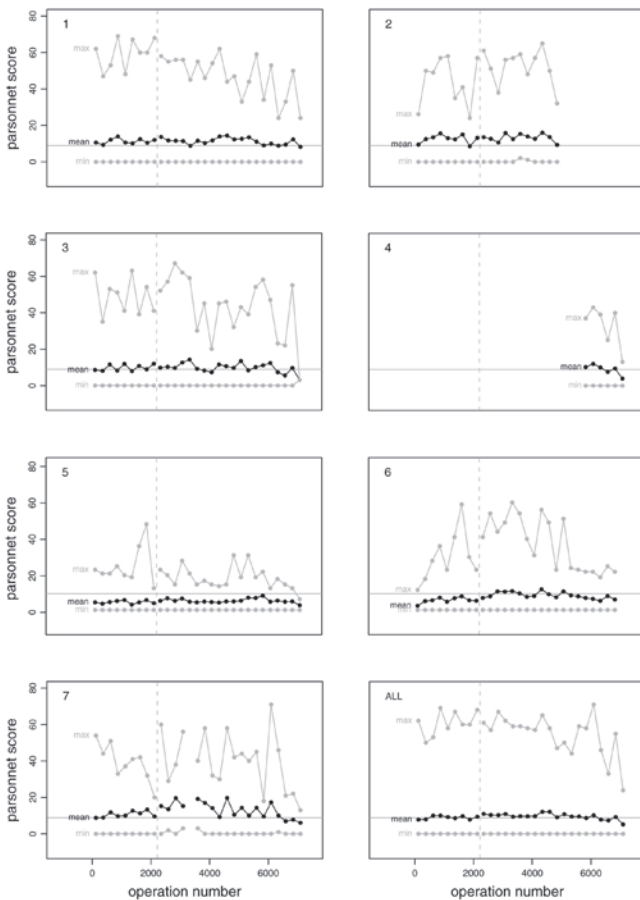 1
parsonnet score
80
60
40
20
0
max
mean
min
2
max
mean
min
3
parsonnet score
80
60
40
20
0
max
mean
min
4
max
mean
min
5
parsonnet score
80
60
40
20
0
max
mean
min
6
max
mean
min
7
parsonnet score
80
60
40
20
0
max
mean
min
0 2000 4000 6000
operation number
ALL
max
mean
min
0 2000 4000 6000
operation number